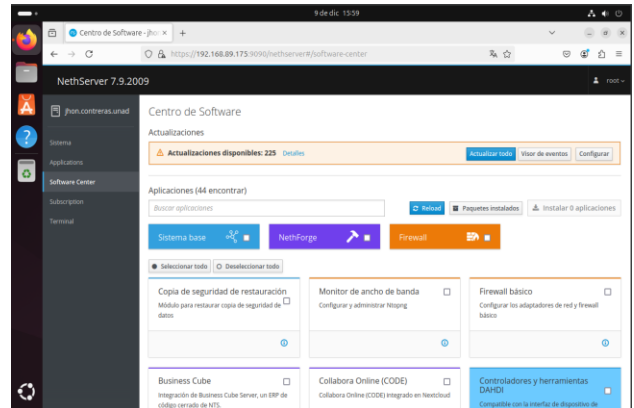 9 de dic 15:59
Centro de Software - jhon
https://192.168.89.175:9090/nethserver#/software-center
NethServer 7.9.2009
root
jhon.contreras.unad
Sistema
Applications
Software Center
Subscription
Terminal
Centro de Software
Actualizaciones
Actualizaciones disponibles: 225 Detalles
Actualizar todo Visor de eventos Configurar
Aplicaciones (44 encontrar)
Buscar aplicaciones
Reload Paquetes instalados Instalar 0 aplicaciones
Sistema base NethForge Firewall
Seleccionar todo Deseleccionar todo
Copia de seguridad de restauración
Módulo para restaurar copia de seguridad de
datos
Monitor de ancho de banda
Configurar y administrar Ntopng
Firewall básico
Configurar los adaptadores de red y firewall
básico
Business Cube
Integración de Business Cube Server, un ERP de
código cerrado de NTS.
Collabora Online (CODE)
Collabora Online (CODE) integrado en Nextcloud
Controladores y herramientas
DAHDI
Compatible con la interfaz de dispositivo de